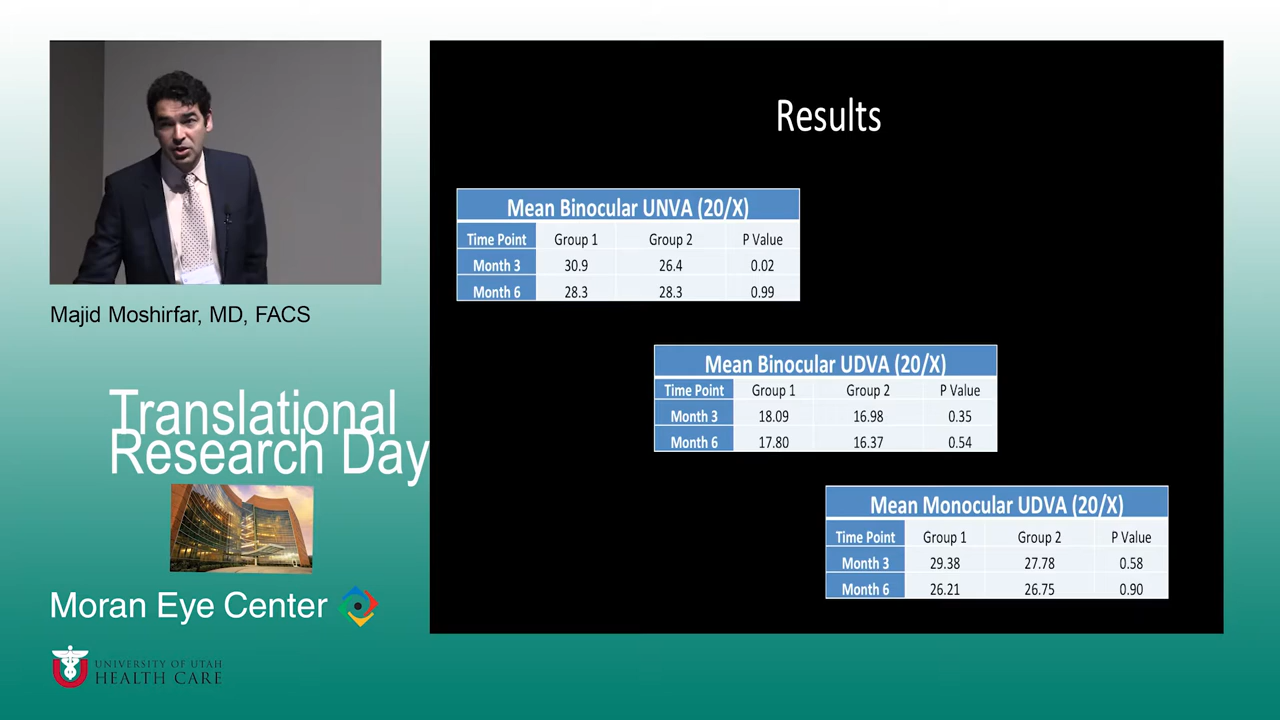 Majid Moshirfar, MD, FACS
Translational
Research Day
Moran Eye Center
UNIVERSITY OF UTAH
HEALTH CARE
Results
Mean Binocular UNVA (20/X)
Time Point Group 1 Group 2 P Value
Month 3 30.9 26.4 0.02
Month 6 28.3 28.3 0.99
Mean Binocular UDVA (20/X)
Time Point Group 1 Group 2 P Value
Month 3 18.09 16.98 0.35
Month 6 17.80 16.37 0.54
Mean Monocular UDVA (20/X)
Time Point Group 1 Group 2 P Value
Month 3 29.38 27.78 0.58
Month 6 26.21 26.75 0.90